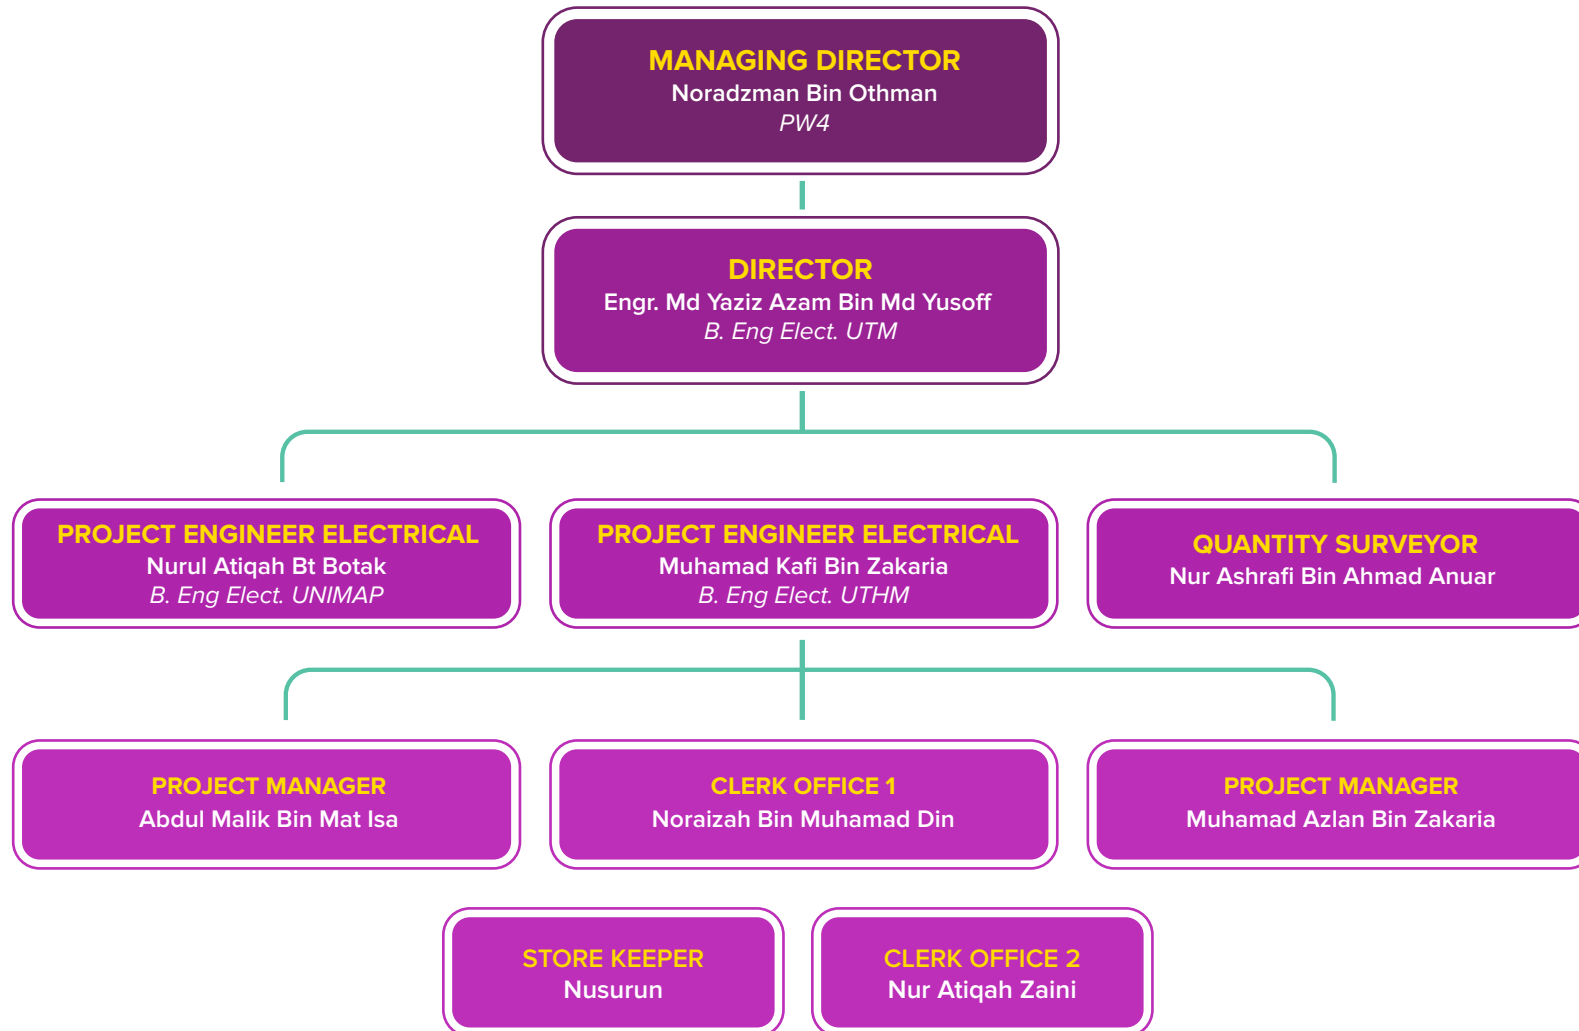 MANAGING DIRECTOR
Noradzman Bin Othman
PW4
DIRECTOR
Engr. Md Yaziz Azam Bin Md Yusoff
B. Eng Elect. UTM
PROJECT ENGINEER ELECTRICAL
Nurul Atiqah Bt Botak
B. Eng Elect. UNIMAP
PROJECT ENGINEER ELECTRICAL
Muhamad Kafi Bin Zakaria
B. Eng Elect. UTHM
QUANTITY SURVEYOR
Nur Ashrafi Bin Ahmad Anuar
PROJECT MANAGER
Abdul Malik Bin Mat Isa
CLERK OFFICE 1
Noraizah Bin Muhamad Din
PROJECT MANAGER
Muhamad Azlan Bin Zakaria
STORE KEEPER
Nusurun
CLERK OFFICE 2
Nur Atiqah Zaini